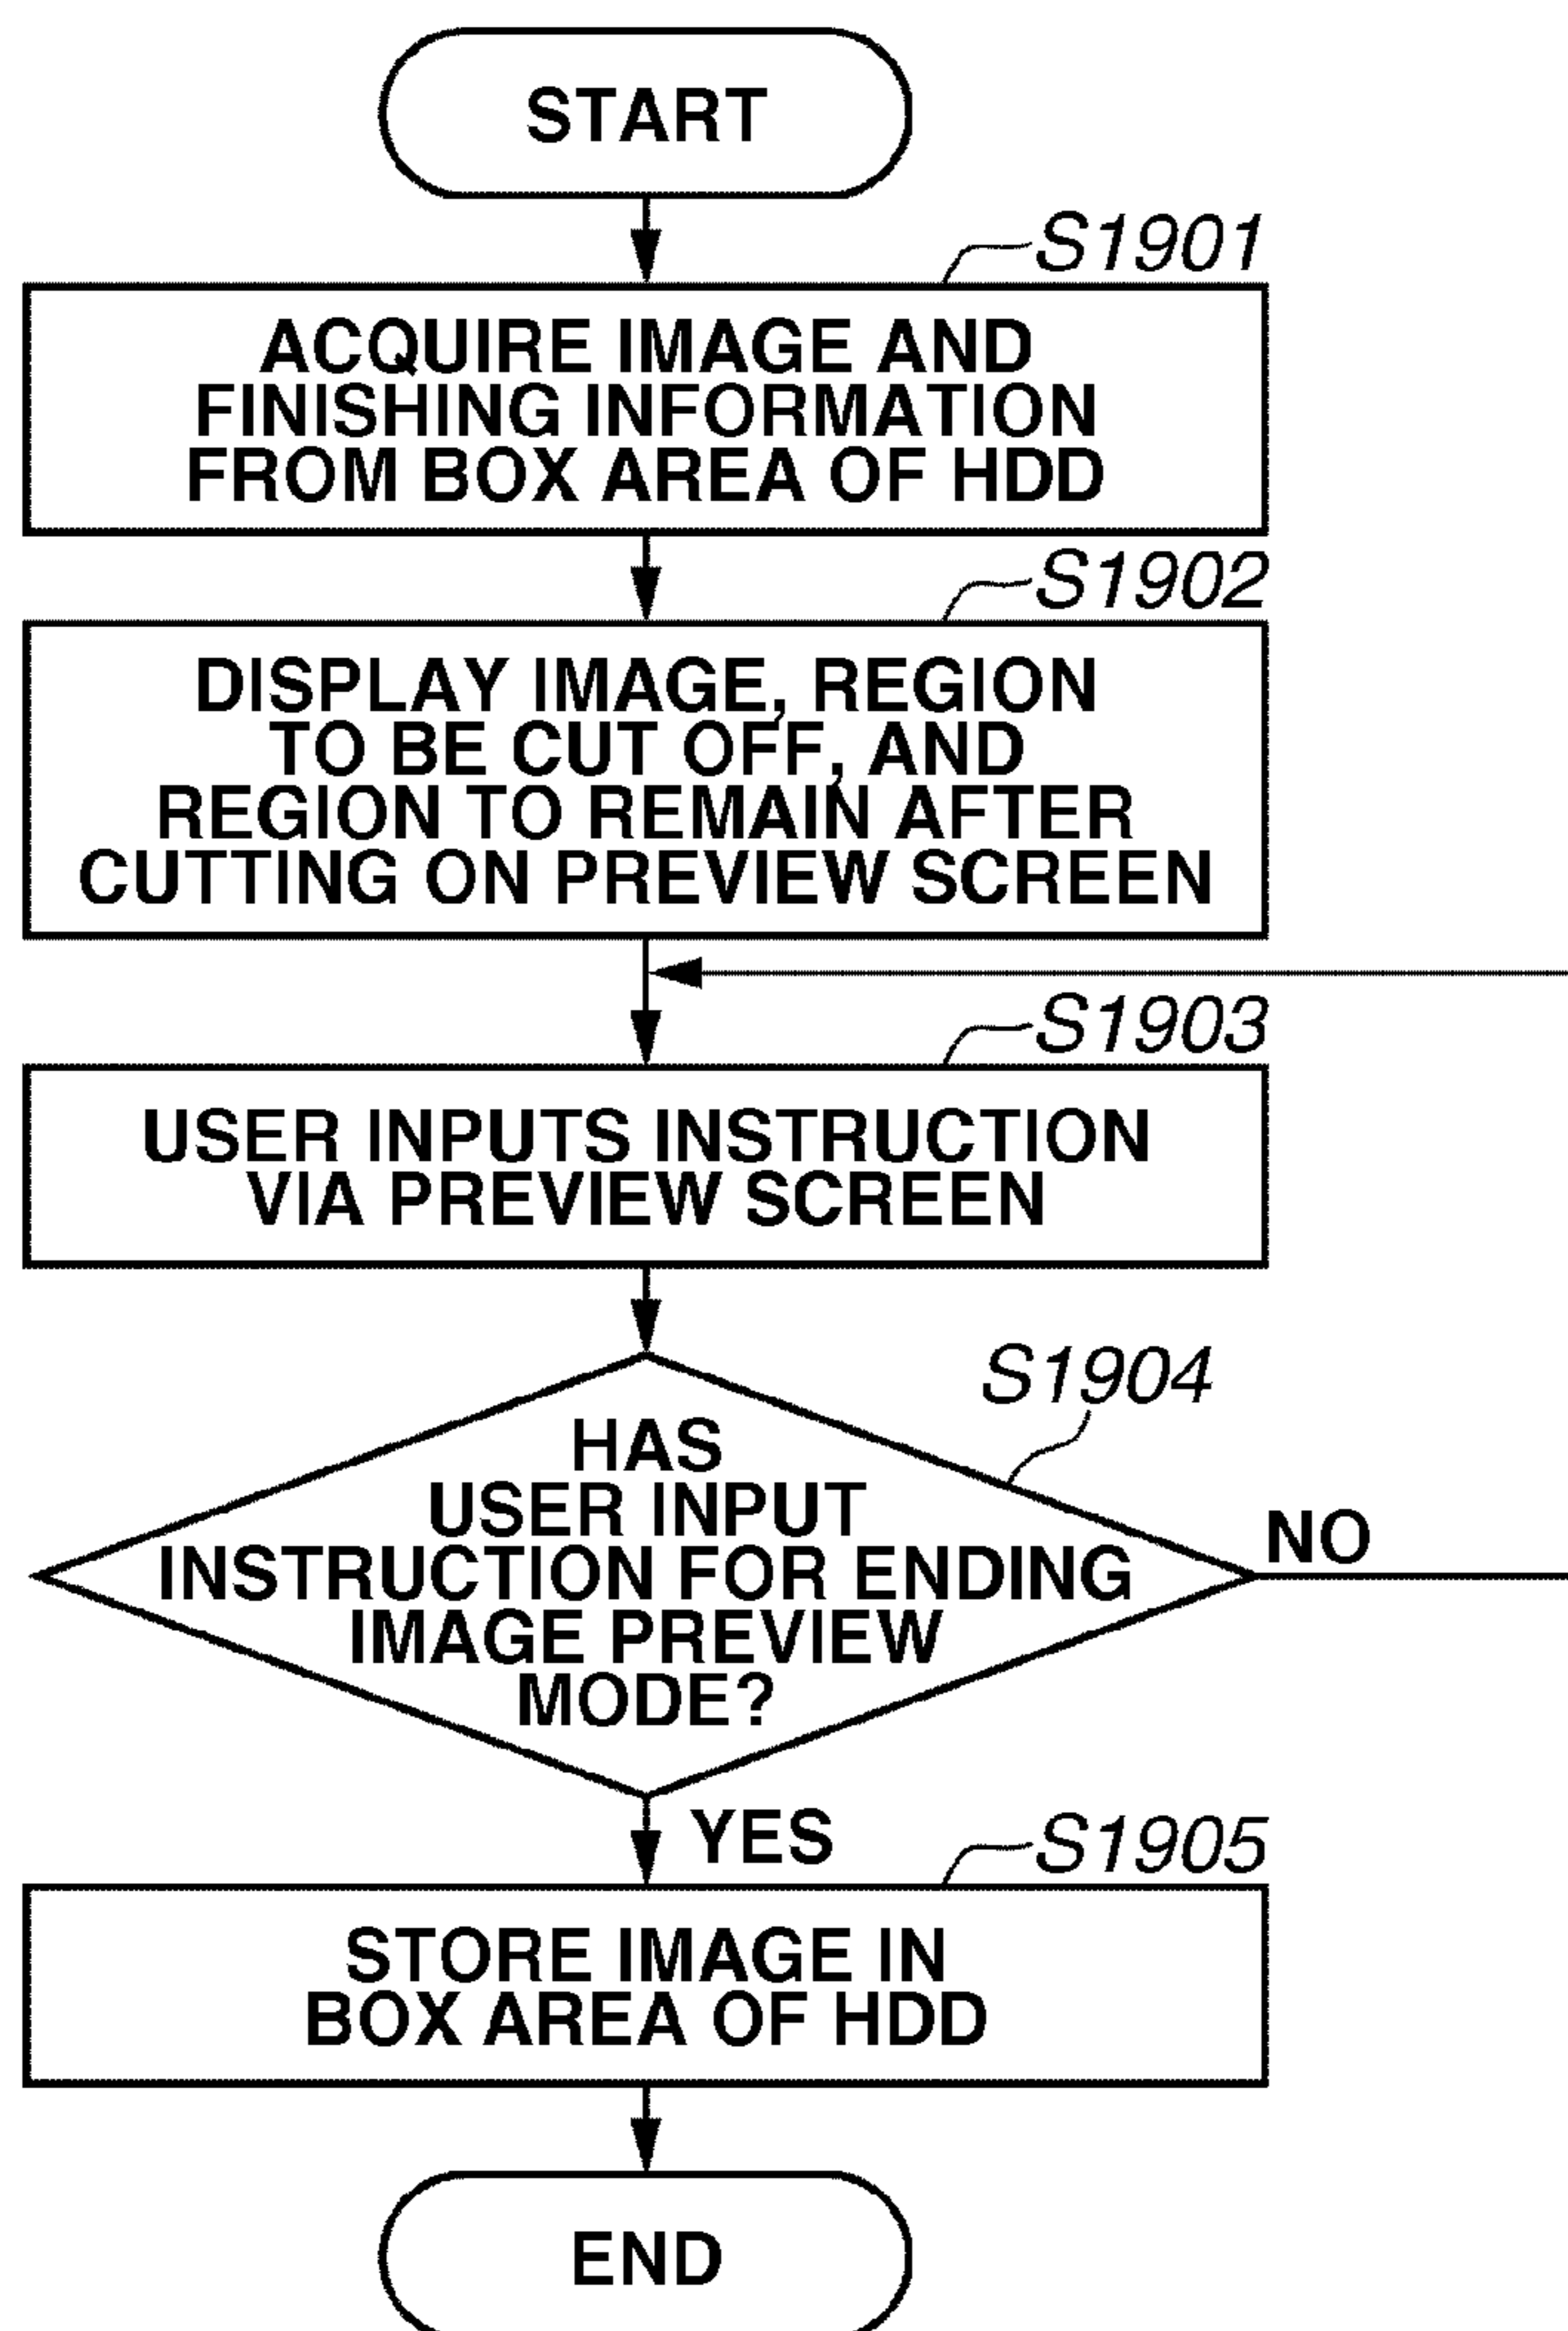 START
S1901
ACQUIRE IMAGE AND
FINISHING INFORMATION
FROM BOX AREA OF HDD
S1902
DISPLAY IMAGE, REGION
TO BE CUT OFF, AND
REGION TO REMAIN AFTER
CUTTING ON PREVIEW SCREEN
S1903
USER INPUTS INSTRUCTION
VIA PREVIEW SCREEN
S1904
HAS
USER INPUT
INSTRUCTION FOR ENDING
IMAGE PREVIEW
MODE?
NO
YES
S1905
STORE IMAGE IN
BOX AREA OF HDD
END